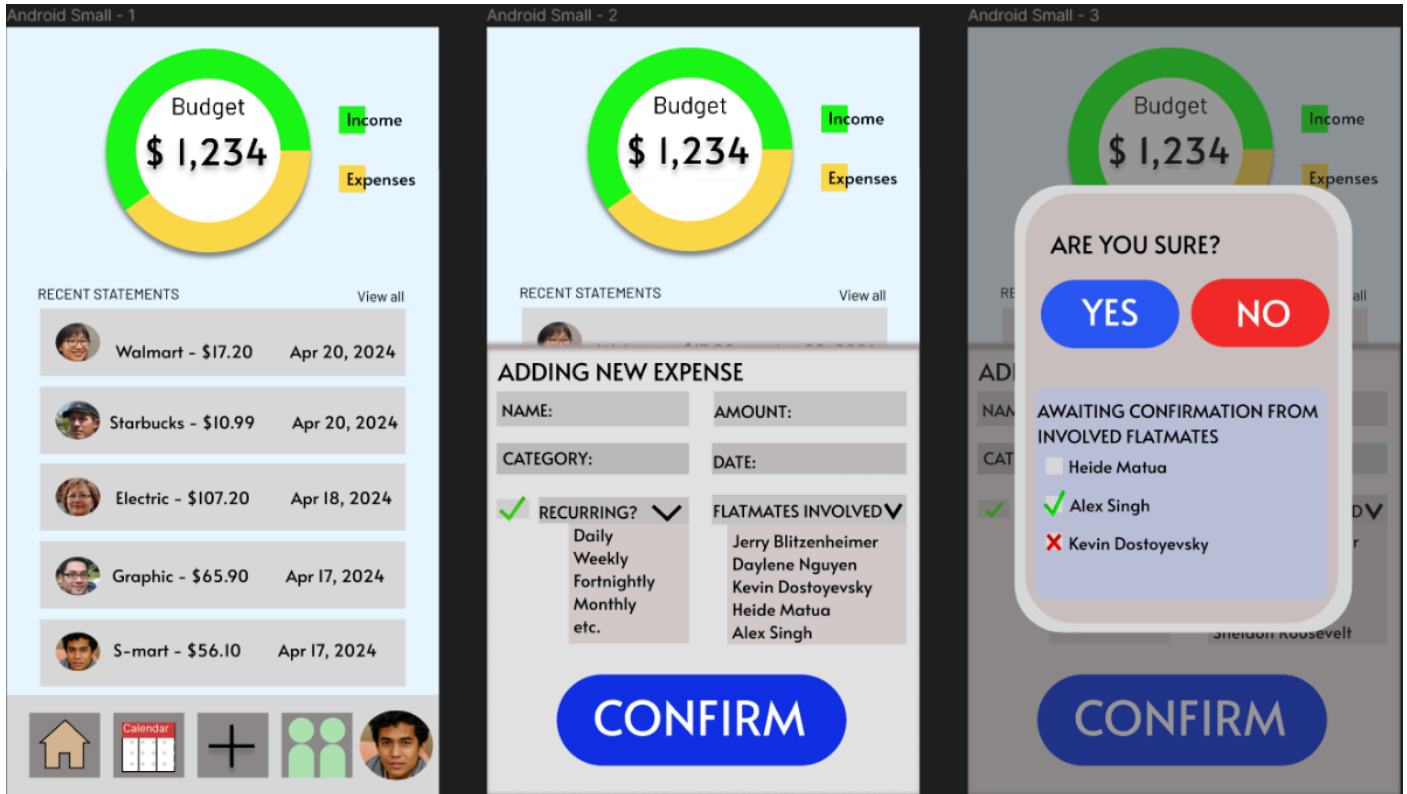 Android Small - 1
Budget
$ 1,234
Income
Expenses
RECENT STATEMENTS
View all
Walmart - $17.20
Apr 20, 2024
Starbucks - $10.99
Apr 20, 2024
Electric - $107.20
Apr 18, 2024
Graphic - $65.90
Apr 17, 2024
S-mart - $56.10
Apr 17, 2024
Calendar
Android Small - 2
Budget
$ 1,234
Income
Expenses
RECENT STATEMENTS
View all
ADDING NEW EXPENSE
NAME:
AMOUNT:
CATEGORY:
DATE:
RECURRING?
Daily
Weekly
Fortnightly
Monthly
etc.
FLATMATES INVOLVED
Jerry Blitzenheimer
Daylene Nguyen
Kevin Dostoyevsky
Heide Matua
Alex Singh
CONFIRM
Android Small - 3
Budget
$ 1,234
Income
Expenses
ARE YOU SURE?
YES
NO
AWAITING CONFIRMATION FROM
INVOLVED FLATMATES
Heide Matua
Alex Singh
Kevin Dostoyevsky
Sheldon Roosevelt
CONFIRM